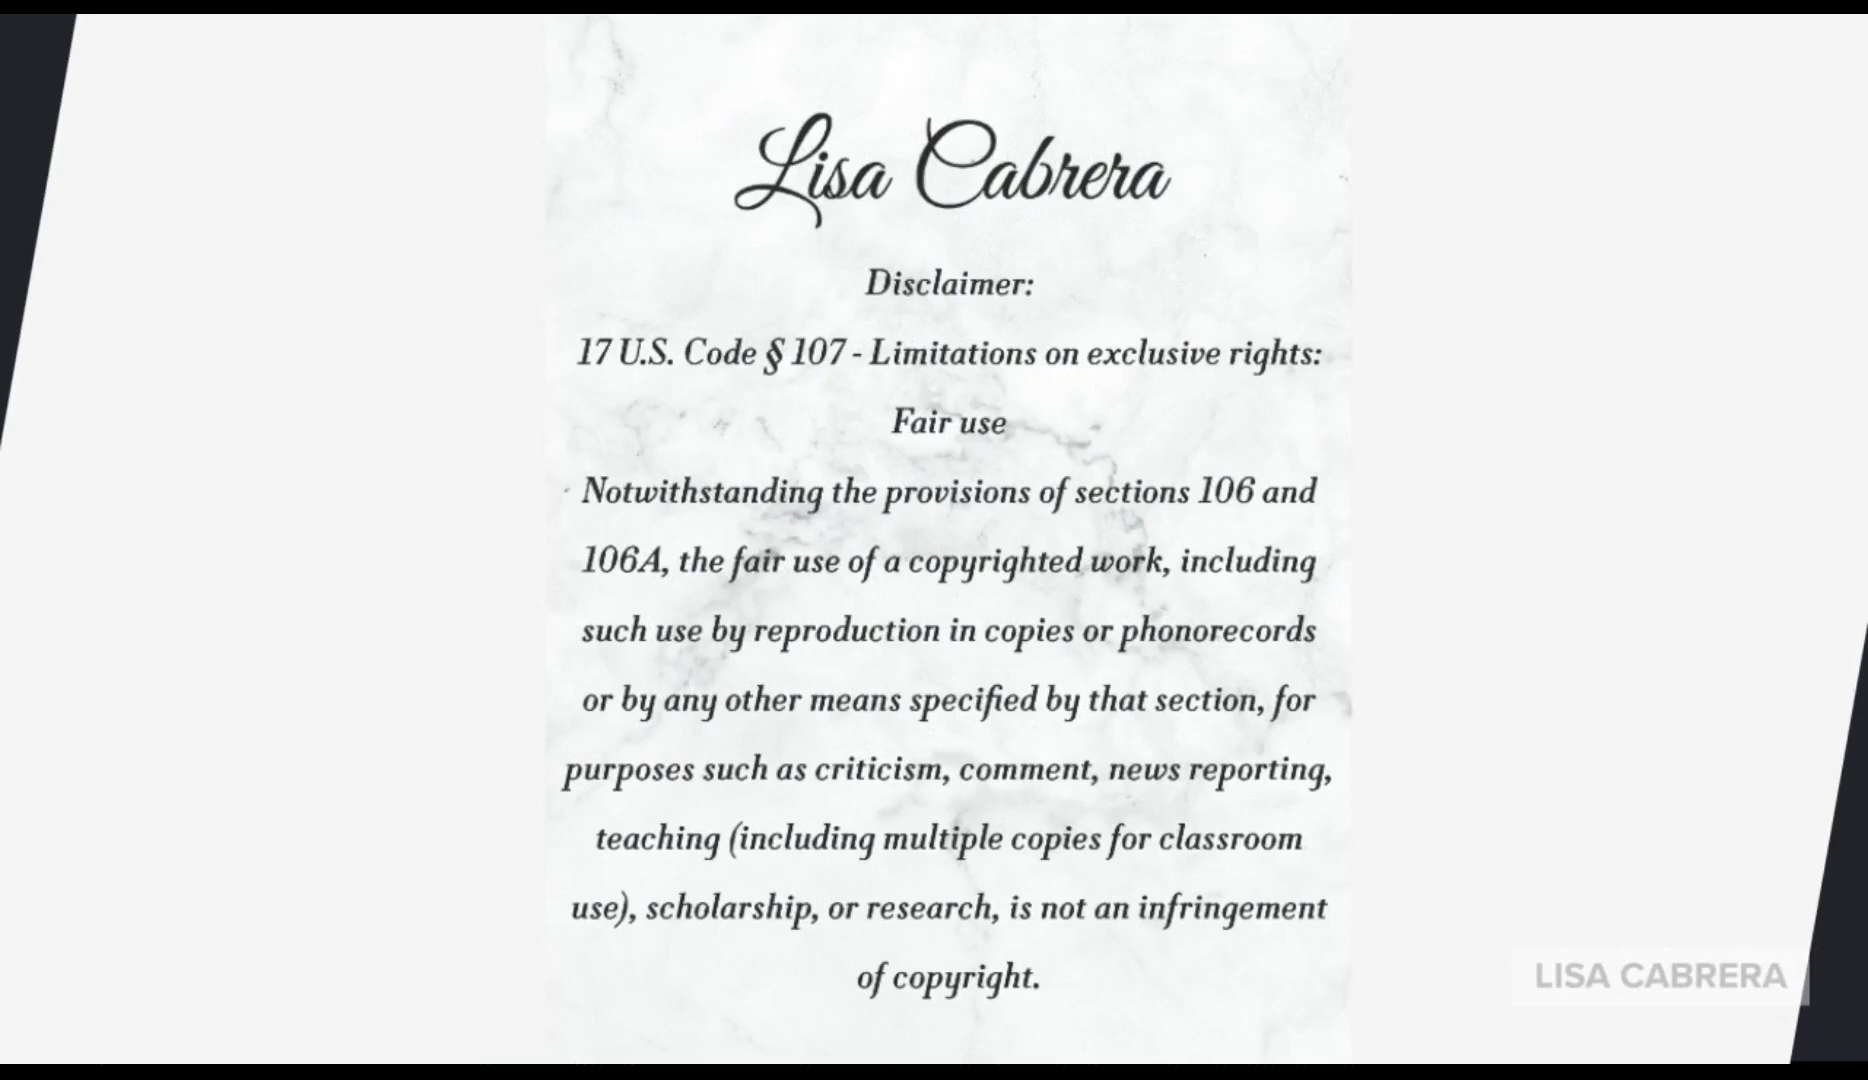 Lisa Cabrera
Disclaimer:
17 U.S. Code § 107 - Limitations on exclusive rights:
Fair use
Notwithstanding the provisions of sections 106 and
106A, the fair use of a copyrighted work, including
such use by reproduction in copies or phonorecords
or by any other means specified by that section, for
purposes such as criticism, comment, news reporting,
teaching (including multiple copies for classroom
use), scholarship, or research, is not an infringement
of copyright.
LISA CABRERA